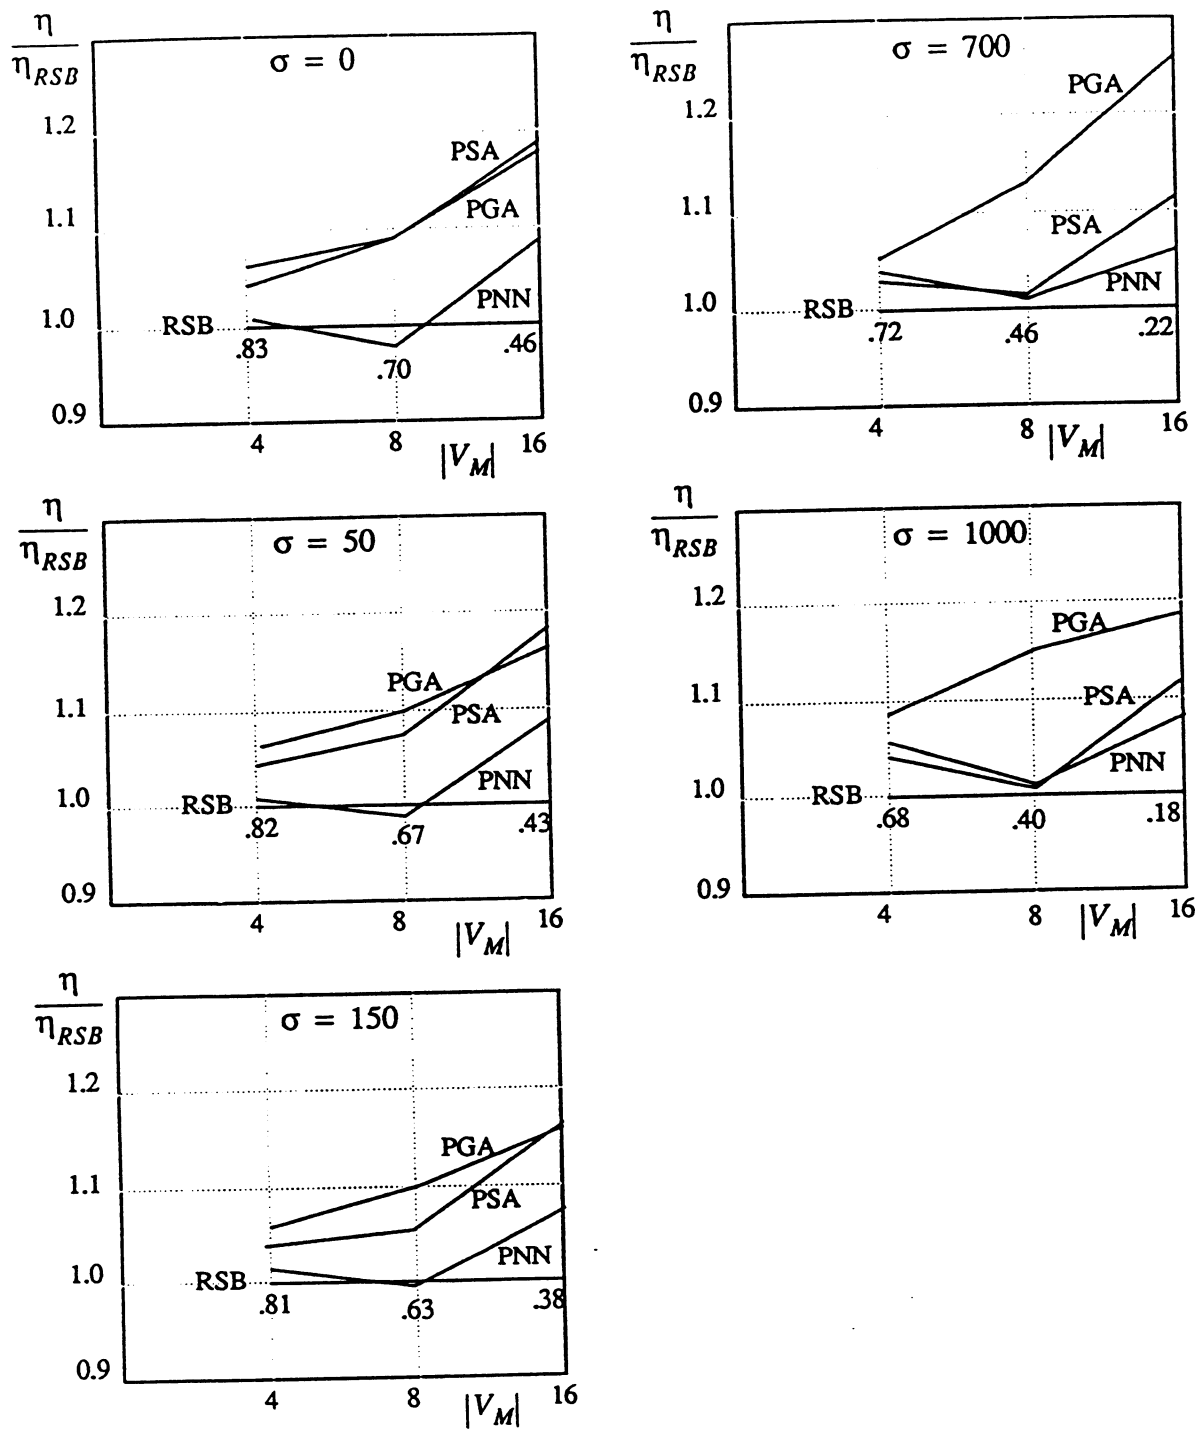 η
η_RSB
σ = 0
1.2
PSA
1.1
PGA
PNN
1.0
RSB
.83
.70
.46
0.9
4
8
16
|V_M|
η
η_RSB
σ = 700
PGA
1.2
1.1
PSA
PNN
1.0
RSB
.72
.46
.22
0.9
4
8
16
|V_M|
η
η_RSB
σ = 50
1.2
PGA
1.1
PSA
PNN
1.0
RSB
.82
.67
.43
0.9
4
8
16
|V_M|
η
η_RSB
σ = 1000
1.2
PGA
1.1
PSA
PNN
1.0
RSB
.68
.40
.18
0.9
4
8
16
|V_M|
η
η_RSB
σ = 150
1.2
PGA
1.1
PSA
PNN
1.0
RSB
.81
.63
.38
0.9
4
8
16
|V_M|